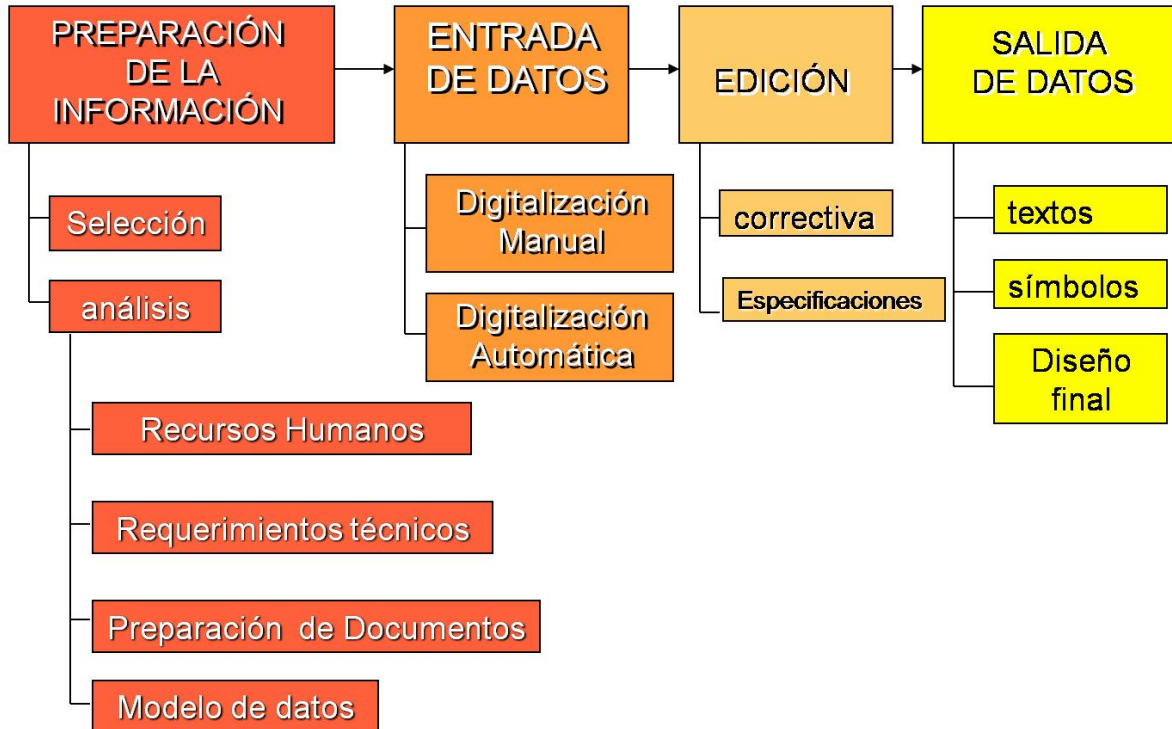 PREPARACIÓN
DE LA
INFORMACIÓN
ENTRADA
DE DATOS
EDICIÓN
SALIDA
DE DATOS
Selección
análisis
Recursos Humanos
Requerimientos técnicos
Preparación de Documentos
Modelo de datos
Digitalización
Manual
Digitalización
Automática
correctiva
Especificaciones
textos
símbolos
Diseño
final